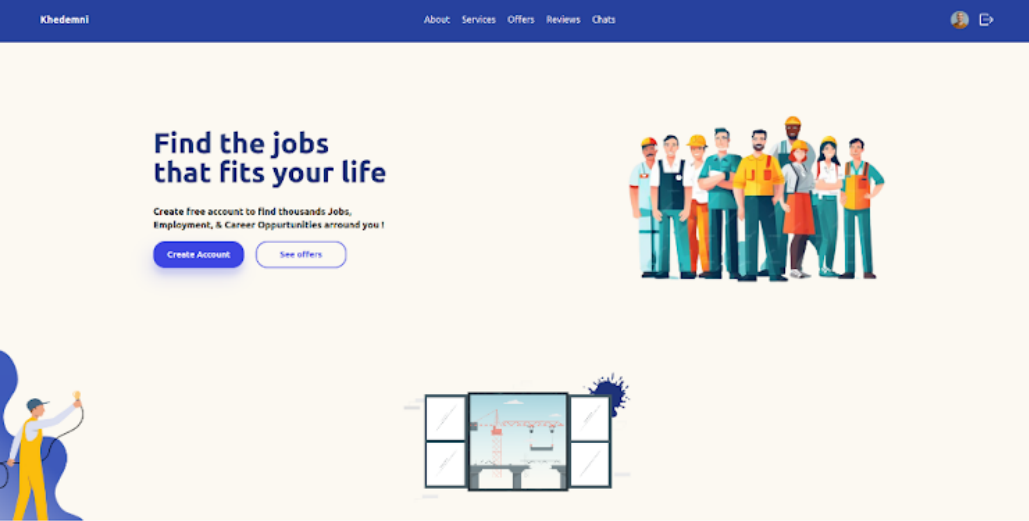 Khedemni
About Services Offers Reviews Chats
Find the jobs
that fits your life
Create free account to find thousands Jobs,
Employment, & Career Oppurtunities arround you !
Create Account See offers